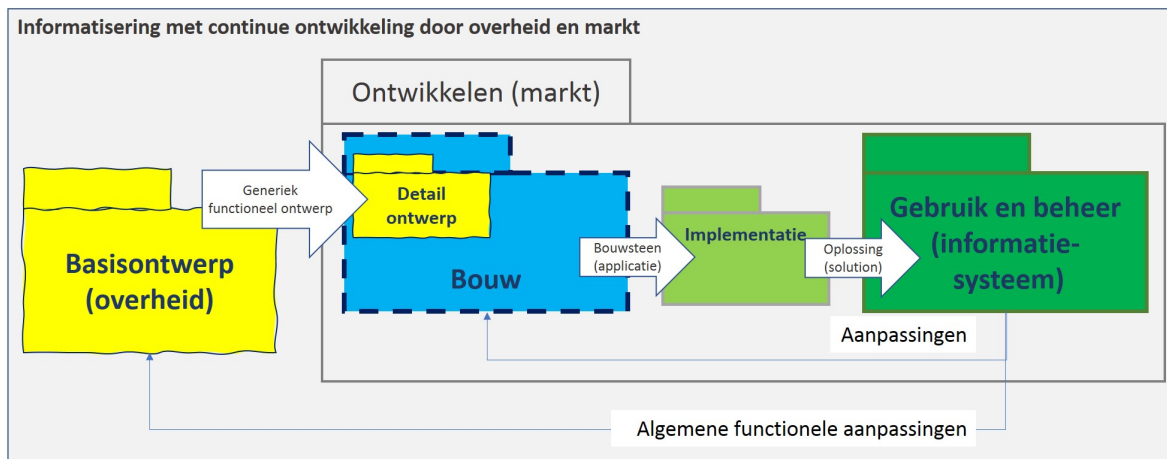 Informatisering met continue ontwikkeling door overheid en markt
Ontwikkelen (markt)
Basisontwerp
(overheid)
Generiek
functioneel ontwerp
Detail
ontwerp
Bouw
Bouwsteen
(applicatie)
Implementatie
Oplossing
(solution)
Gebruik en beheer
(informatie-
systeem)
Aanpassingen
Algemene functionele aanpassingen